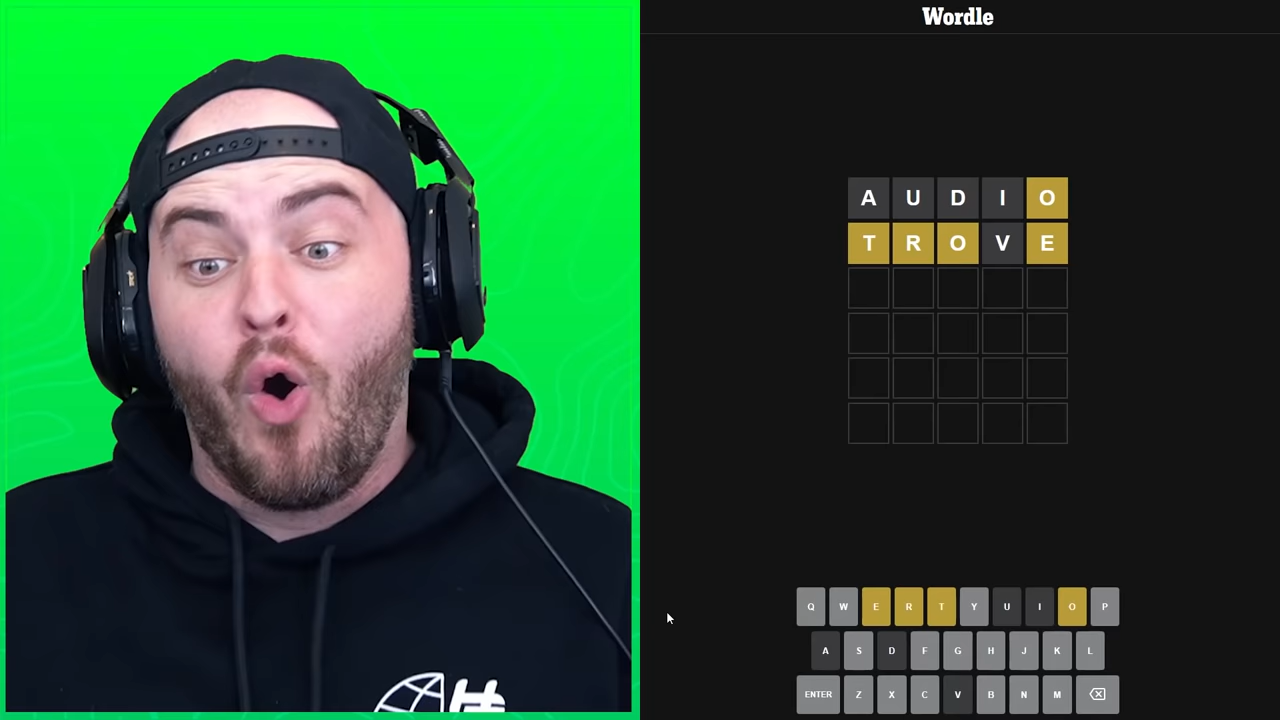 Wordle
A U D I O
T R O V E
Q W E R T Y U I O P
A S D F G H J K L
ENTER Z X C V B N M